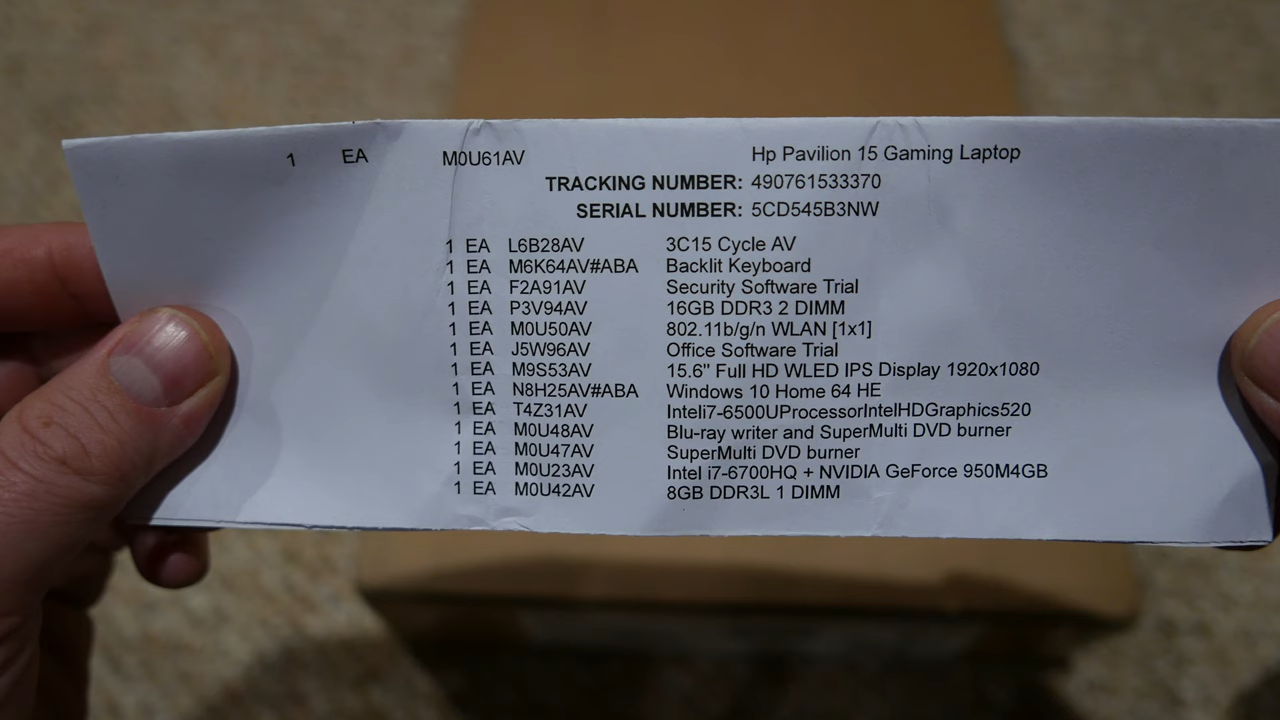 1 EA M0U61AV Hp Pavilion 15 Gaming Laptop
TRACKING NUMBER: 490761533370
SERIAL NUMBER: 5CD545B3NW
1 EA L6B28AV 3C15 Cycle AV
1 EA M6K64AV#ABA Backlit Keyboard
1 EA F2A91AV Security Software Trial
1 EA P3V94AV 16GB DDR3 2 DIMM
1 EA M0U50AV 802.11b/g/n WLAN [1x1]
1 EA J5W96AV Office Software Trial
1 EA M9S53AV 15.6" Full HD WLED IPS Display 1920x1080
1 EA N8H25AV#ABA Windows 10 Home 64 HE
1 EA T4Z31AV Inteli7-6500UProcessorIntelHDGraphics520
1 EA M0U48AV Blu-ray writer and SuperMulti DVD burner
1 EA M0U47AV SuperMulti DVD burner
1 EA M0U23AV Intel i7-6700HQ + NVIDIA GeForce 950M4GB
1 EA M0U42AV 8GB DDR3L 1 DIMM